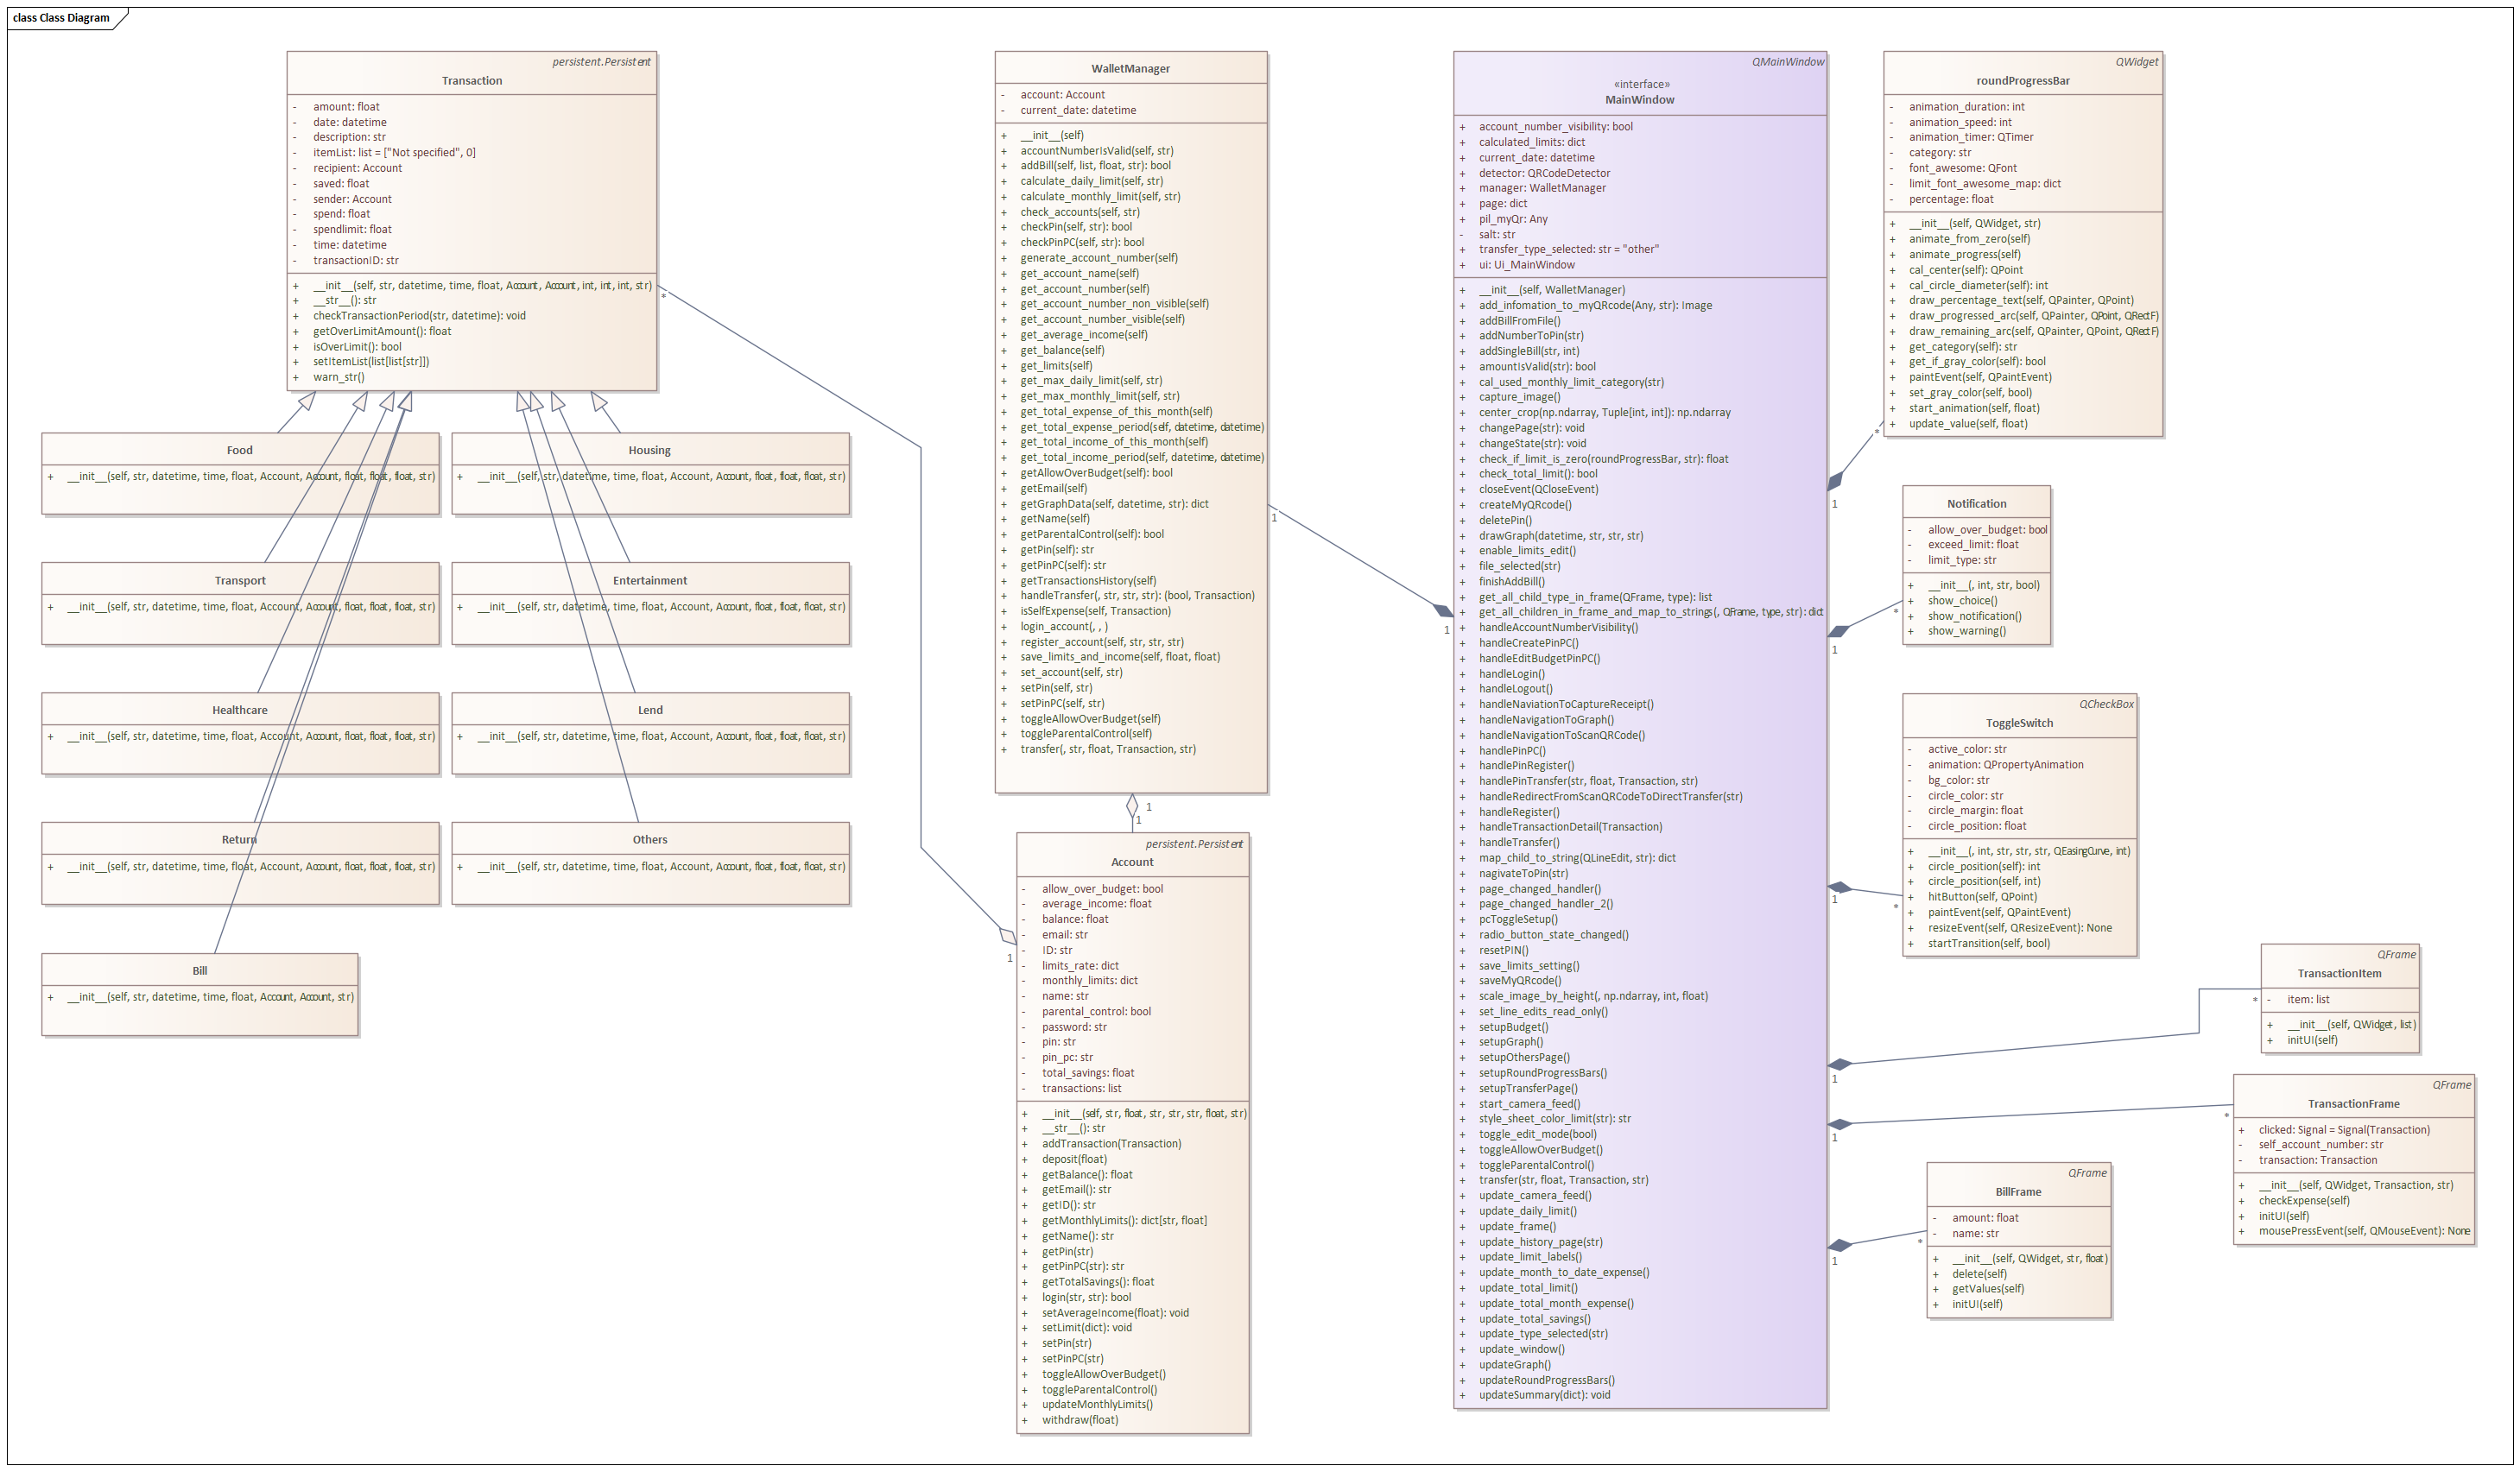 class Class Diagram
persistent.Persistent
Transaction
- amount: float
- date: datetime
- description: str
- itemList: list = ["Not specified", 0]
- recipient: Account
- saved: float
- sender: Account
- spend: float
- spendlimit: float
- time: datetime
- transactionID: str
+ __init__(self, str, datetime, time, float, Account, Account, int, int, int, str)
+ __str__(): str
+ checkTransactionPeriod(str, datetime): void
+ getOverLimitAmount(): float
+ isOverLimit(): bool
+ setItemList(list[list[str]])
+ warn_str()
*
Food
+ __init__(self, str, datetime, time, float, Account, Account, float, float, float, str)
Housing
+ __init__(self, str, datetime, time, float, Account, Account, float, float, float, str)
Transport
+ __init__(self, str, datetime, time, float, Account, Account, float, float, float, str)
Entertainment
+ __init__(self, str, datetime, time, float, Account, Account, float, float, float, str)
Healthcare
+ __init__(self, str, datetime, time, float, Account, Account, float, float, float, str)
Lend
+ __init__(self, str, datetime, time, float, Account, Account, float, float, float, str)
Return
+ __init__(self, str, datetime, time, float, Account, Account, float, float, float, str)
Others
+ __init__(self, str, datetime, time, float, Account, Account, float, float, float, str)
Bill
+ __init__(self, str, datetime, time, float, Account, Account, str)
WalletManager
- account: Account
- current_date: datetime
+ __init__(self)
+ accountNumberIsValid(self, str)
+ addBill(self, list, float, str): bool
+ calculate_daily_limit(self, str)
+ calculate_monthly_limit(self, str)
+ check_accounts(self, str)
+ checkPin(self, str): bool
+ checkPinPC(self, str): bool
+ generate_account_number(self)
+ get_account_name(self)
+ get_account_number(self)
+ get_account_number_non_visible(self)
+ get_account_number_visible(self)
+ get_average_income(self)
+ get_balance(self)
+ get_limits(self)
+ get_max_daily_limit(self, str)
+ get_max_monthly_limit(self, str)
+ get_total_expense_of_this_month(self)
+ get_total_expense_period(self, datetime, datetime)
+ get_total_income_of_this_month(self)
+ get_total_income_period(self, datetime, datetime)
+ getAllowOverBudget(self): bool
+ getEmail(self)
+ getGraphData(self, datetime, str): dict
+ getName(self)
+ getParentalControl(self): bool
+ getPin(self): str
+ getPinPC(self): str
+ getTransactionsHistory(self)
+ handleTransfer(, str, str, str): (bool, Transaction)
+ isSelfExpense(self, Transaction)
+ login_account(, , )
+ register_account(self, str, str, str)
+ save_limits_and_income(self, float, float)
+ set_account(self, str)
+ setPin(self, str)
+ setPinPC(self, str)
+ toggleAllowOverBudget(self)
+ toggleParentalControl(self)
+ transfer(, str, float, Transaction, str)
1
1
1
1
persistent.Persistent
Account
- allow_over_budget: bool
- average_income: float
- balance: float
- email: str
- ID: str
- limits_rate: dict
- monthly_limits: dict
- name: str
- parental_control: bool
- password: str
- pin: str
- pin_pc: str
- total_savings: float
- transactions: list
+ __init__(self, str, float, str, str, str, float, str)
+ __str__(): str
+ addTransaction(Transaction)
+ deposit(float)
+ getBalance(): float
+ getEmail(): str
+ getID(): str
+ getMonthlyLimits(): dict[str, float]
+ getName(): str
+ getPin(str)
+ getPinPC(str): str
+ getTotalSavings(): float
+ login(str, str): bool
+ setAverageIncome(float): void
+ setLimit(dict): void
+ setPin(str)
+ setPinPC(str)
+ toggleAllowOverBudget()
+ toggleParentalControl()
+ updateMonthlyLimits()
+ withdraw(float)
1
QMainWindow
«interface»
MainWindow
+ account_number_visibility: bool
+ calculated_limits: dict
+ current_date: datetime
+ detector: QRCodeDetector
+ manager: WalletManager
+ page: dict
+ pil_myQr: Any
- salt: str
+ transfer_type_selected: str = "other"
+ ui: Ui_MainWindow
+ __init__(self, WalletManager)
+ add_infomation_to_myQRcode(Any, str): Image
+ addBillFromFile()
+ addNumberToPin(str)
+ addSingleBill(str, int)
+ amountIsValid(str): bool
+ cal_used_monthly_limit_category(str)
+ capture_image()
+ center_crop(np.ndarray, Tuple[int, int]): np.ndarray
+ changePage(str): void
+ changeState(str): void
+ check_if_limit_is_zero(roundProgressBar, str): float
+ check_total_limit(): bool
+ closeEvent(QCloseEvent)
+ createMyQRcode()
+ deletePin()
+ drawGraph(datetime, str, str, str)
+ enable_limits_edit()
+ file_selected(str)
+ finishAddBill()
+ get_all_child_type_in_frame(QFrame, type): list
+ get_all_children_in_frame_and_map_to_strings(, QFrame, type, str): dict
+ handleAccountNumberVisibility()
+ handleCreatePinPC()
+ handleEditBudgetPinPC()
+ handleLogin()
+ handleLogout()
+ handleNaviationToCaptureReceipt()
+ handleNavigationToGraph()
+ handleNavigationToScanQRCode()
+ handlePinPC()
+ handlePinRegister()
+ handlePinTransfer(str, float, Transaction, str)
+ handleRedirectFromScanQRCodeToDirectTransfer(str)
+ handleRegister()
+ handleTransactionDetail(Transaction)
+ handleTransfer()
+ map_child_to_string(QLineEdit, str): dict
+ nagivateToPin(str)
+ page_changed_handler()
+ page_changed_handler_2()
+ pcToggleSetup()
+ radio_button_state_changed()
+ resetPIN()
+ save_limits_setting()
+ saveMyQRcode()
+ scale_image_by_height(, np.ndarray, int, float)
+ set_line_edits_read_only()
+ setupBudget()
+ setupGraph()
+ setupOthersPage()
+ setupRoundProgressBars()
+ setupTransferPage()
+ start_camera_feed()
+ style_sheet_color_limit(str): str
+ toggle_edit_mode(bool)
+ toggleAllowOverBudget()
+ toggleParentalControl()
+ transfer(str, float, Transaction, str)
+ update_camera_feed()
+ update_daily_limit()
+ update_frame()
+ update_history_page(str)
+ update_limit_labels()
+ update_month_to_date_expense()
+ update_total_limit()
+ update_total_month_expense()
+ update_total_savings()
+ update_type_selected(str)
+ update_window()
+ updateGraph()
+ updateRoundProgressBars()
+ updateSummary(dict): void
QWidget
roundProgressBar
- animation_duration: int
- animation_speed: int
- animation_timer: QTimer
- category: str
- font_awesome: QFont
- limit_font_awesome_map: dict
- percentage: float
+ __init__(self, QWidget, str)
+ animate_from_zero(self)
+ animate_progress(self)
+ cal_center(self): QPoint
+ cal_circle_diameter(self): int
+ draw_percentage_text(self, QPainter, QPoint)
+ draw_progressed_arc(self, QPainter, QPoint, QRectF)
+ draw_remaining_arc(self, QPainter, QPoint, QRectF)
+ get_category(self): str
+ get_if_gray_color(self): bool
+ paintEvent(self, QPaintEvent)
+ set_gray_color(self, bool)
+ start_animation(self, float)
+ update_value(self, float)
*
1
Notification
- allow_over_budget: bool
- exceed_limit: float
- limit_type: str
+ __init__(, int, str, bool)
+ show_choice()
+ show_notification()
+ show_warning()
*
1
QCheckBox
ToggleSwitch
- active_color: str
- animation: QPropertyAnimation
- bg_color: str
- circle_color: str
- circle_margin: float
- circle_position: float
+ __init__(, int, str, str, str, QEasingCurve, int)
+ circle_position(self): int
+ circle_position(self, int)
+ hitButton(self, QPoint)
+ paintEvent(self, QPaintEvent)
+ resizeEvent(self, QResizeEvent): None
+ startTransition(self, bool)
1
*
QFrame
TransactionItem
- item: list
+ __init__(self, QWidget, list)
+ initUI(self)
*
1
QFrame
TransactionFrame
+ clicked: Signal = Signal(Transaction)
- self_account_number: str
- transaction: Transaction
+ __init__(self, QWidget, Transaction, str)
+ checkExpense(self)
+ initUI(self)
+ mousePressEvent(self, QMouseEvent): None
*
1
QFrame
BillFrame
- amount: float
- name: str
+ __init__(self, QWidget, str, float)
+ delete(self)
+ getValues(self)
+ initUI(self)
*
1